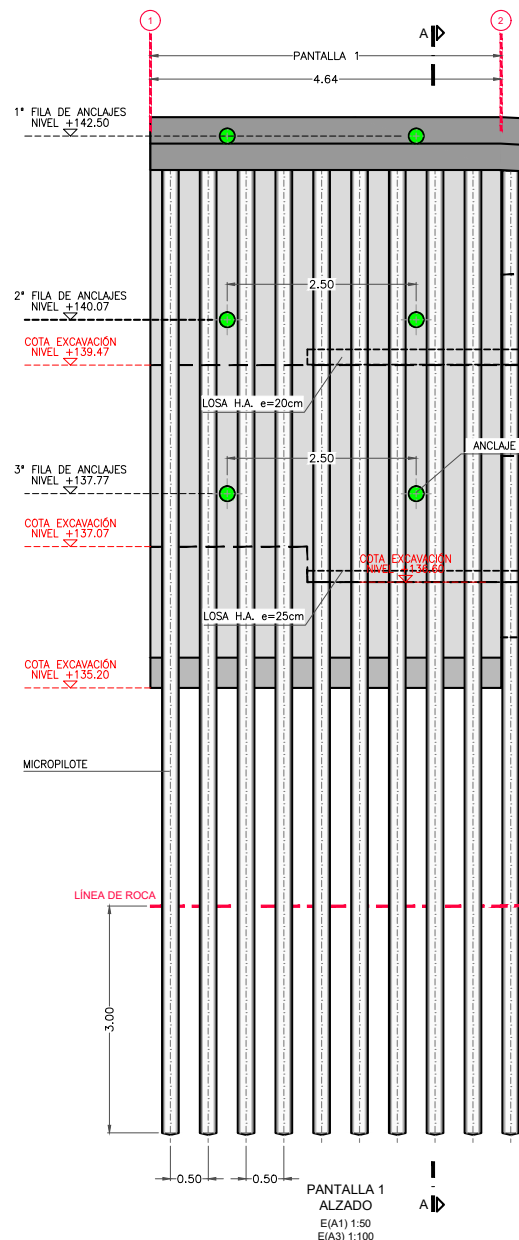 1
2
A
PANTALLA 1
4.64
1ª FILA DE ANCLAJES
NIVEL +142.50
2.50
2ª FILA DE ANCLAJES
NIVEL +140.07
COTA EXCAVACIÓN
NIVEL +139.47
LOSA H.A. e=20cm
ANCLAJE
2.50
3ª FILA DE ANCLAJES
NIVEL +137.77
COTA EXCAVACIÓN
NIVEL +137.07
COTA EXCAVACIÓN
NIVEL +136.60
LOSA H.A. e=25cm
COTA EXCAVACIÓN
NIVEL +135.20
MICROPILOTE
LÍNEA DE ROCA
3.00
0.50
0.50
PANTALLA 1
ALZADO
A
E(A1) 1:50
E(A3) 1:100